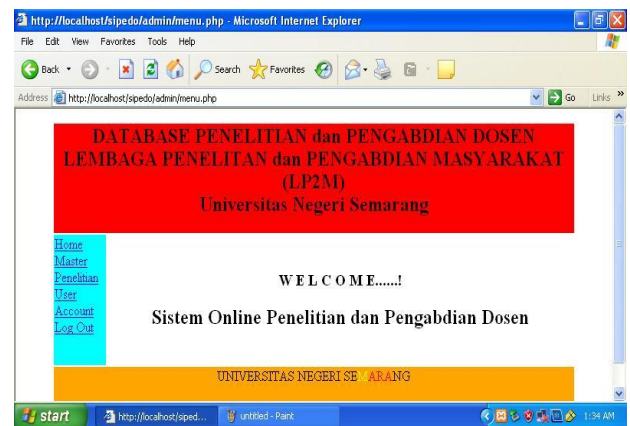 http://localhost/sipedo/admin/menu.php - Microsoft Internet Explorer
File Edit View Favorites Tools Help
Back Search Favorites
Address http://localhost/sipedo/admin/menu.php Go Links »
DATABASE PENELITIAN dan PENGABDIAN DOSEN
LEMBAGA PENELITAN dan PENGABDIAN MASYARAKAT
(LP2M)
Universitas Negeri Semarang
Home
Master
Penelitian
User
Account
Log Out
W E L C O M E......!
Sistem Online Penelitian dan Pengabdian Dosen
UNIVERSITAS NEGERI SEMARANG
start http://localhost/siped... untitled - Paint 1:34 AM